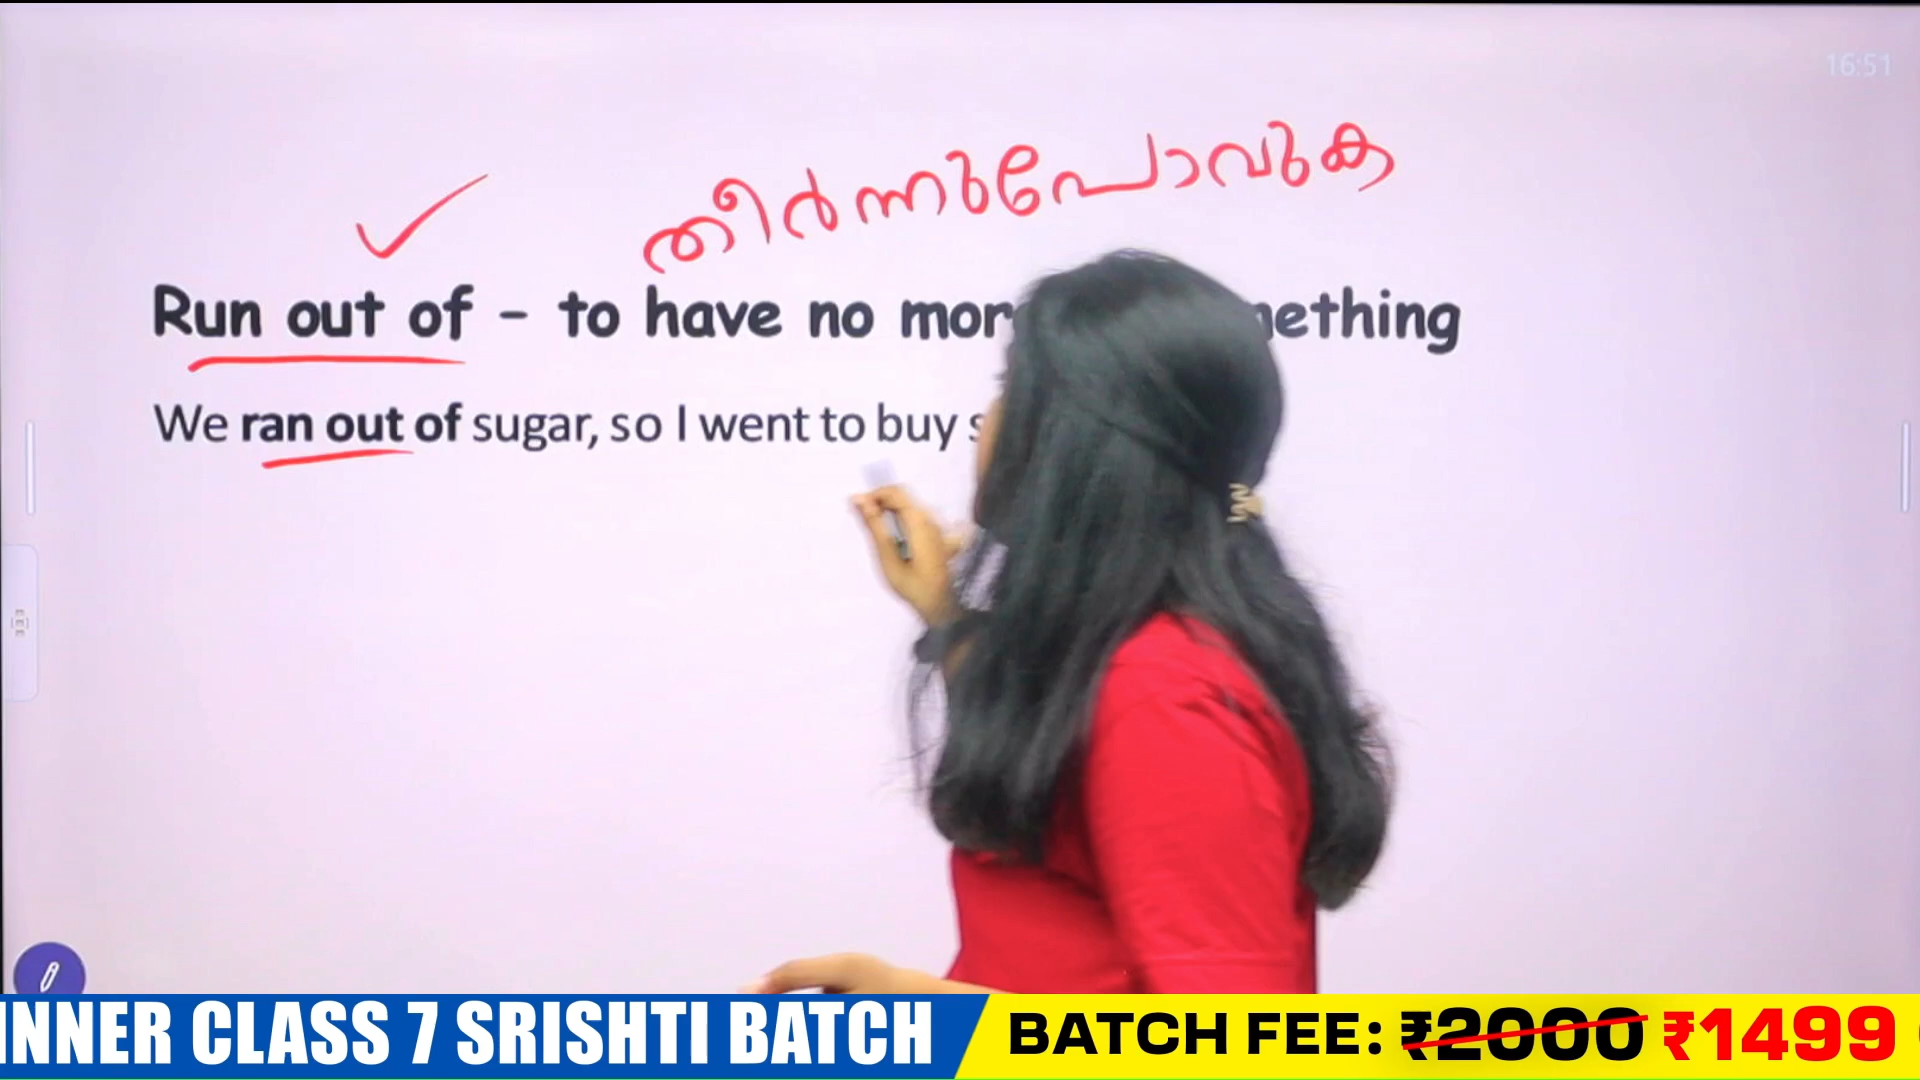 16:51
തീർന്നുപോവുക
Run out of - to have no mor ething
We ran out of sugar, so I went to buy s
INNER CLASS 7 SRISHTI BATCH
BATCH FEE: ₹2000 ₹1499